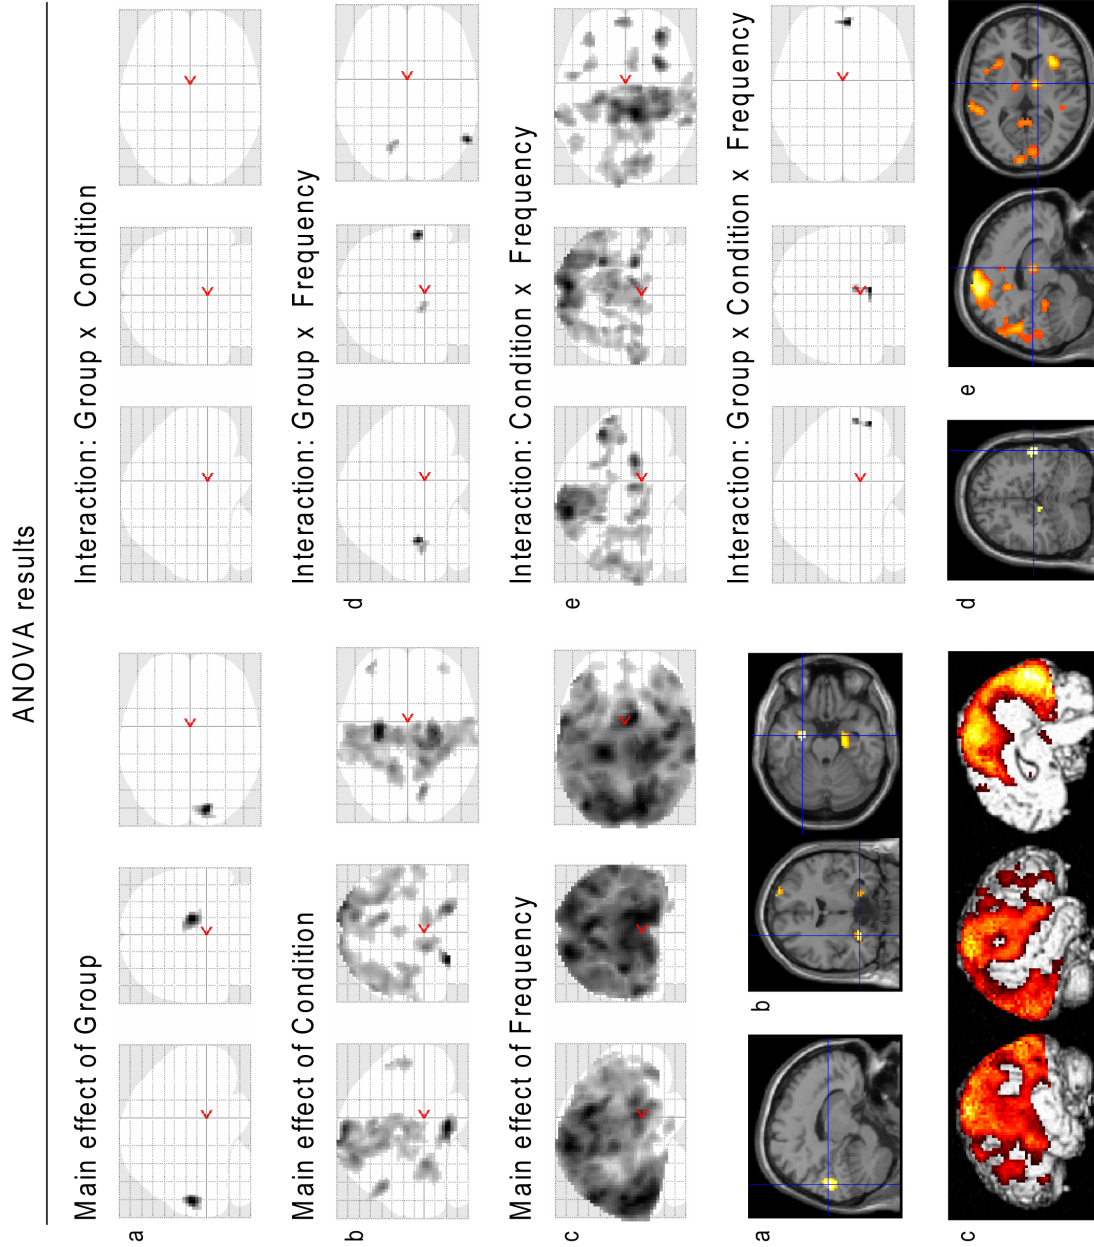 ANOVA results
Main effect of Group
a
Main effect of Condition
b
Main effect of Frequency
c
Interaction: Group x Condition
Interaction: Group x Frequency
d
Interaction: Condition x Frequency
e
Interaction: Group x Condition x Frequency
a
b
c
d
e